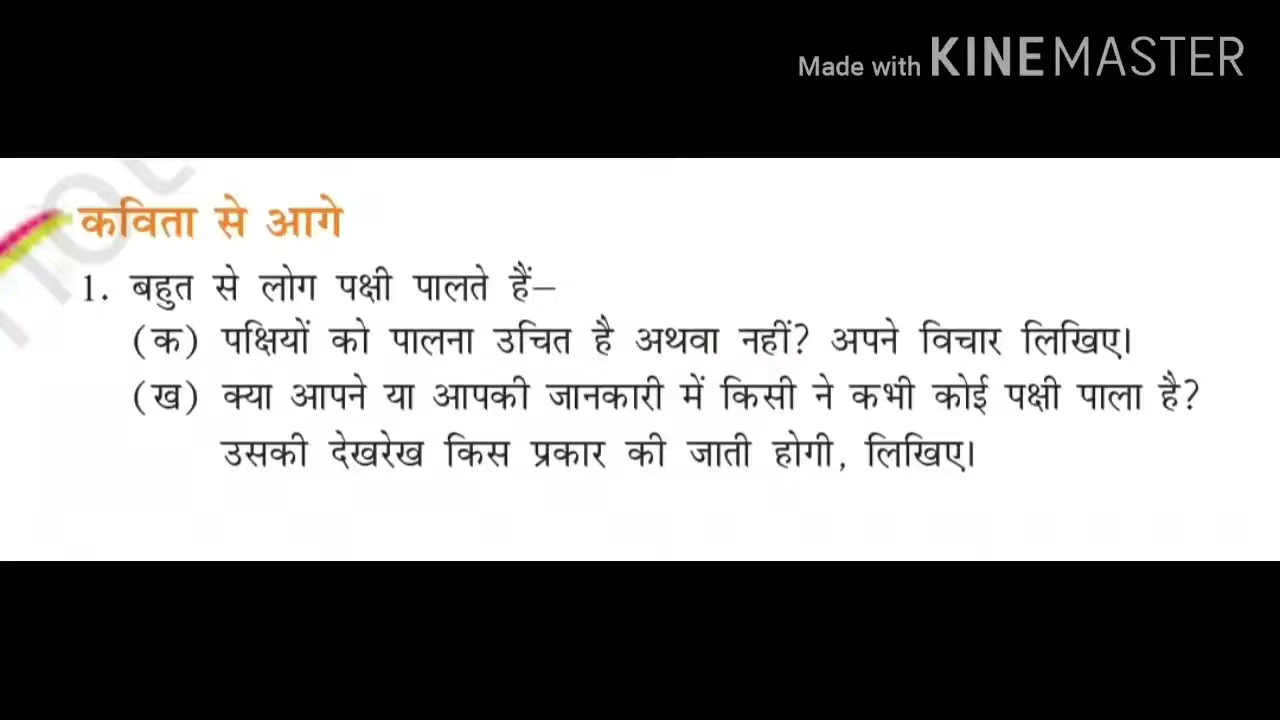 Made with KINEMASTER
कविता से आगे
1. बहुत से लोग पक्षी पालते हैं–
(क) पक्षियों को पालना उचित है अथवा नहीं? अपने विचार लिखिए।
(ख) क्या आपने या आपकी जानकारी में किसी ने कभी कोई पक्षी पाला है?
उसकी देखरेख किस प्रकार की जाती होगी, लिखिए।